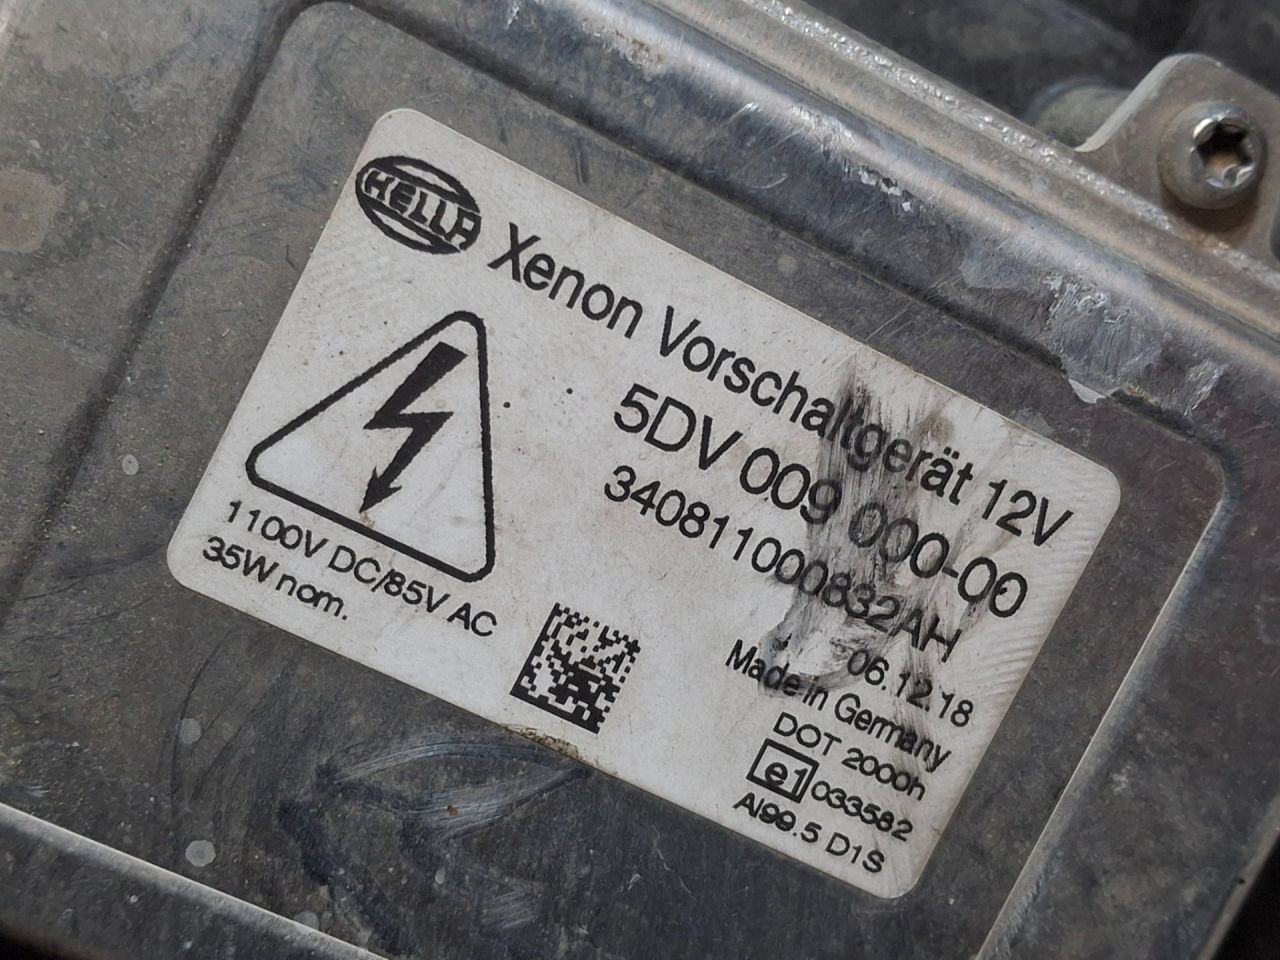 HELLA
Xenon Vorschaltgerät 12V
5DV 009 000-00
340811000832AH
06.12.18
Made in Germany
DOT 2000h
e1 033582
Al99.5 D1S
1100V DC/85V AC
35W nom.